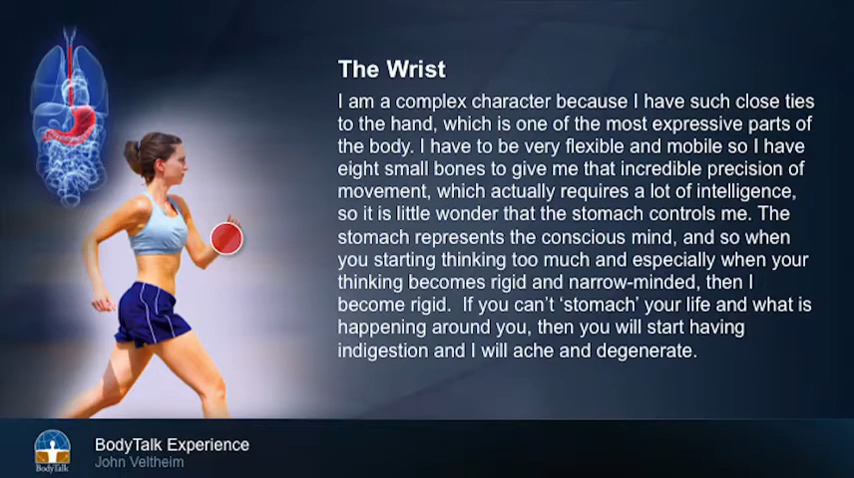 The Wrist
I am a complex character because I have such close ties
to the hand, which is one of the most expressive parts of
the body. I have to be very flexible and mobile so I have
eight small bones to give me that incredible precision of
movement, which actually requires a lot of intelligence,
so it is little wonder that the stomach controls me. The
stomach represents the conscious mind, and so when
you starting thinking too much and especially when your
thinking becomes rigid and narrow-minded, then I
become rigid.  If you can't ‘stomach’ your life and what is
happening around you, then you will start having
indigestion and I will ache and degenerate.
BodyTalk
BodyTalk Experience
John Veltheim